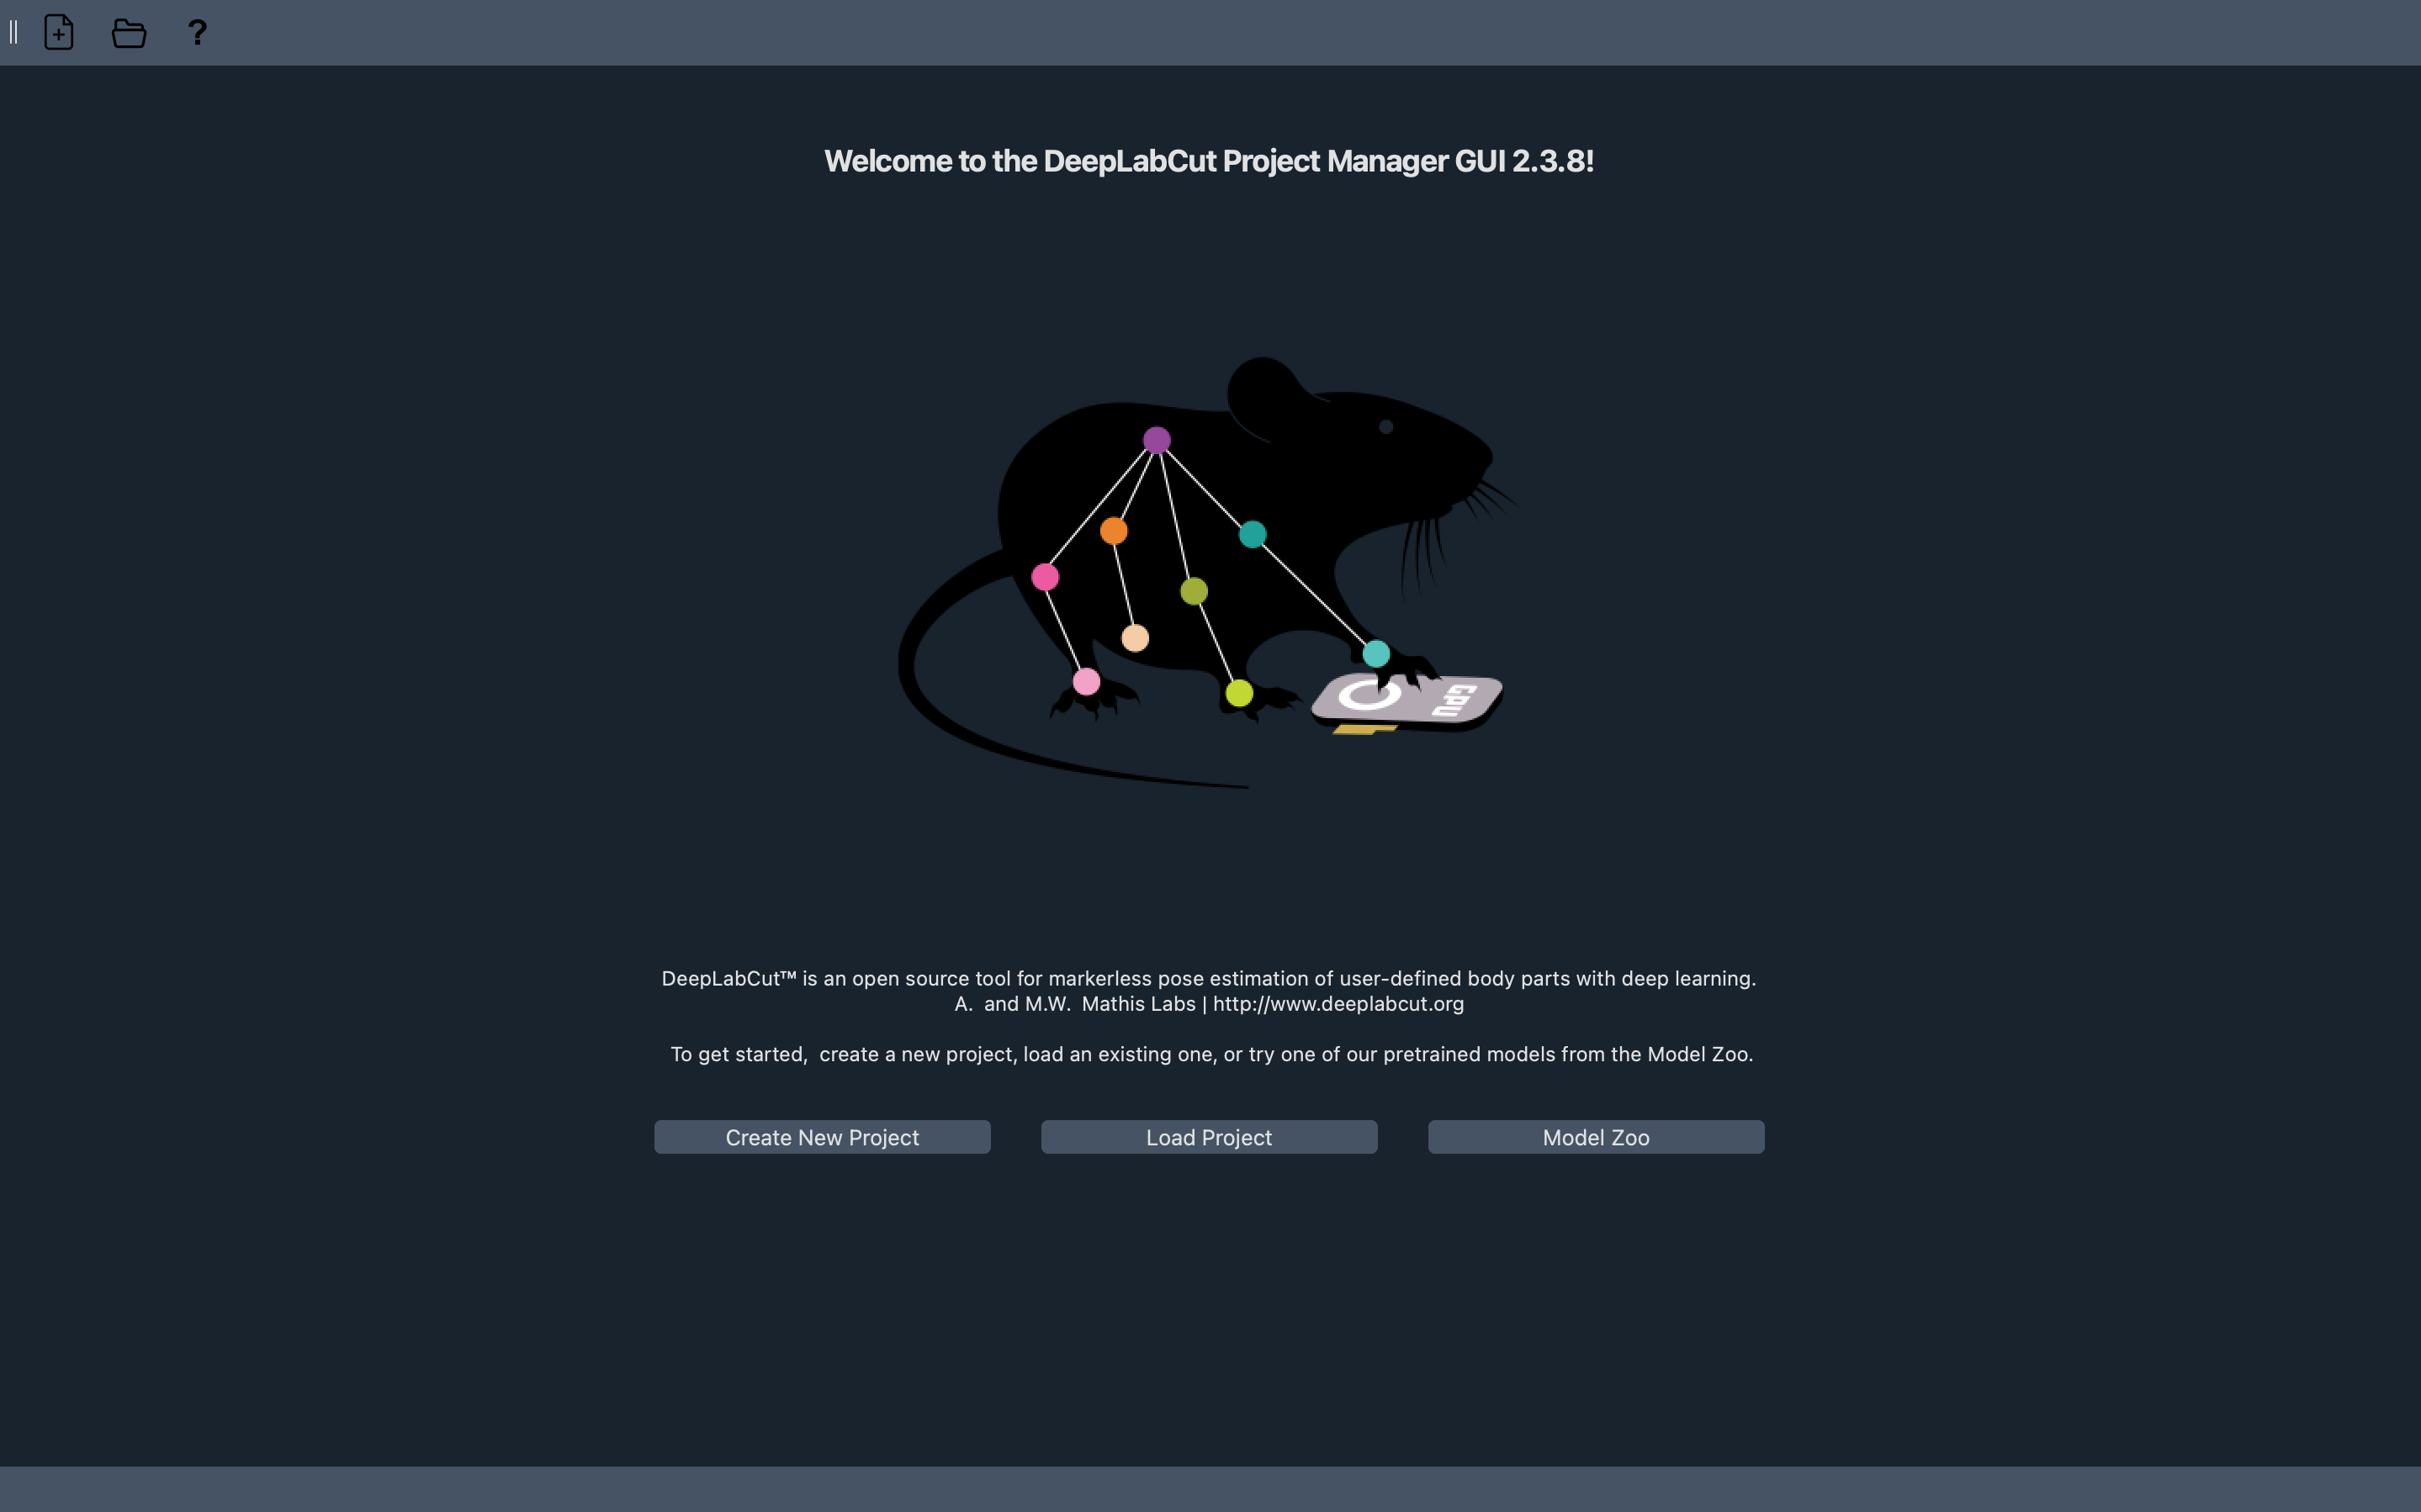 ?
Welcome to the DeepLabCut Project Manager GUI 2.3.8!
GPU
DeepLabCut™ is an open source tool for markerless pose estimation of user-defined body parts with deep learning.
A.  and M.W.  Mathis Labs | http://www.deeplabcut.org
To get started,  create a new project, load an existing one, or try one of our pretrained models from the Model Zoo.
Create New Project
Load Project
Model Zoo